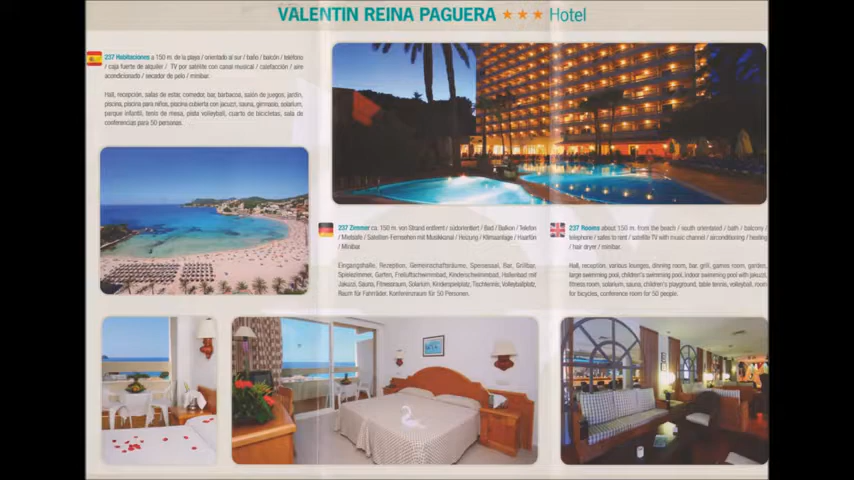 VALENTIN REINA PAGUERA ★ ★ ★ Hotel
237 Habitaciones a 150 m. de la playa / orientado al sur / baño / balcón / teléfono
/ caja fuerte de alquiler / TV por satélite con canal musical / calefacción / aire
acondicionado / secador de pelo / minibar.
Hall, recepción, salas de estar, comedor, bar, barbacoa, salón de juegos, jardín,
piscina, piscina para niños, piscina cubierta con jacuzzi, sauna, gimnasio, solarium,
parque infantil, tenis de mesa, pista volleyball, cuarto de bicicletas, sala de
conferencias para 50 personas.
237 Zimmer ca. 150 m. von Strand entfernt / südorientiert / Bad / Balkon / Telefon
/ Mietsafe / Satelliten-Fernsehen mit Musikkanal / Heizung / Klimaanlage / Haarfön
/ Minibar
Eingangshalle, Rezeption, Gemeinschafträume, Speisesaal, Bar, Grillbar,
Spielezimmer, Garten, Freiluftschwimmbad, Kinderschwimmbad, Hallenbad mit
Jakuzzi, Sauna, Fitnessraum, Solarium, Kinderspielplatz, Tischtennis, Volleyballplatz,
Raum für Fahrräder, Konferenzraum für 50 Personen.
237 Rooms about 150 m. from the beach / south orientated / bath / balcony /
telephone / safes to rent / satellite TV with music channel / airconditioning / heating
/ hair dryer / minibar.
Hall, reception, various lounges, dinning room, bar, grill, games room, garden,
large swimming pool, children's swimming pool, indoor swimming pool with jakuzzi,
fitness room, solarium, sauna, children's playground, table tennis, volleyball, room
for bicycles, conference room for 50 people.